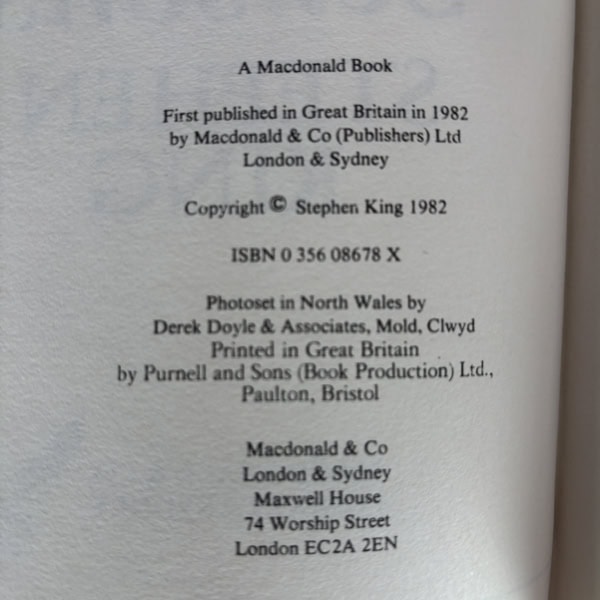 A Macdonald Book
First published in Great Britain in 1982
by Macdonald & Co (Publishers) Ltd
London & Sydney
Copyright © Stephen King 1982
ISBN 0 356 08678 X
Photoset in North Wales by
Derek Doyle & Associates, Mold, Clwyd
Printed in Great Britain
by Purnell and Sons (Book Production) Ltd.,
Paulton, Bristol
Macdonald & Co
London & Sydney
Maxwell House
74 Worship Street
London EC2A 2EN